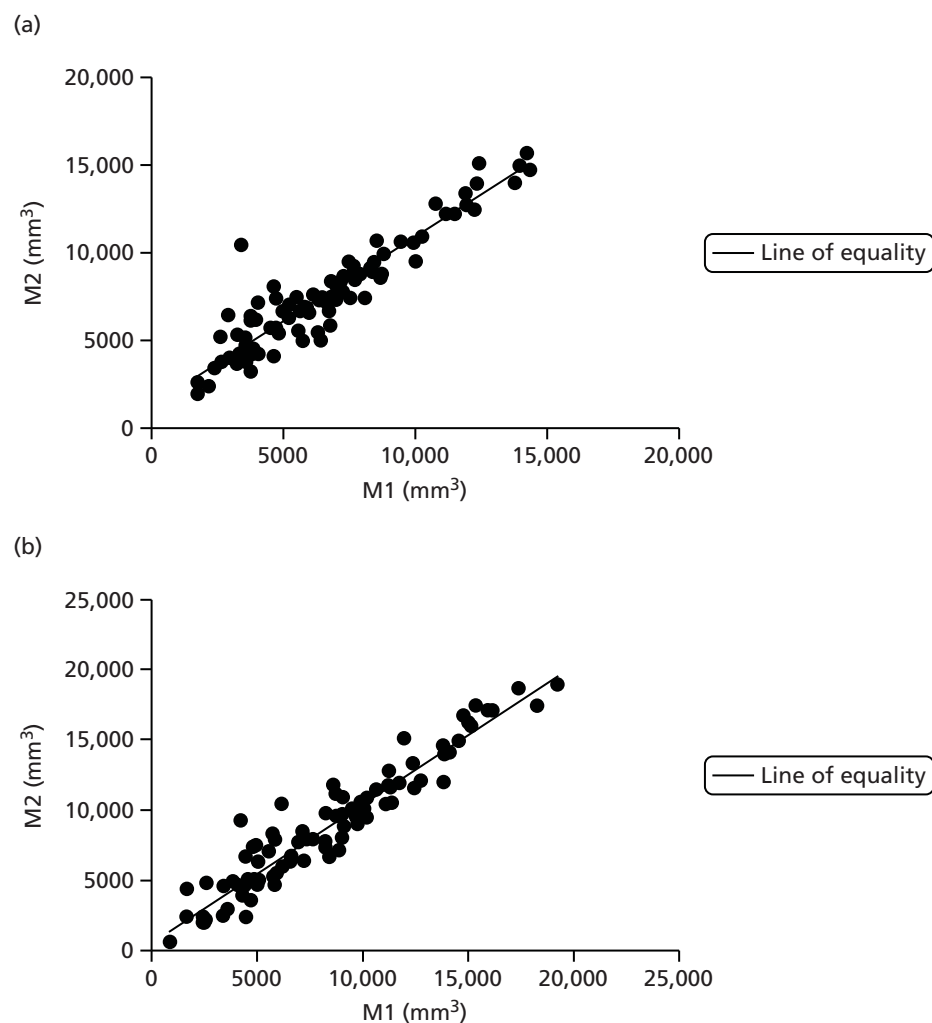 (a)
20,000
15,000
10,000
5000
0
M2 (mm³)
0 5000 10,000 15,000 20,000
M1 (mm³)
Line of equality
(b)
25,000
20,000
15,000
10,000
5000
0
M2 (mm³)
0 5000 10,000 15,000 20,000 25,000
M1 (mm³)
Line of equality